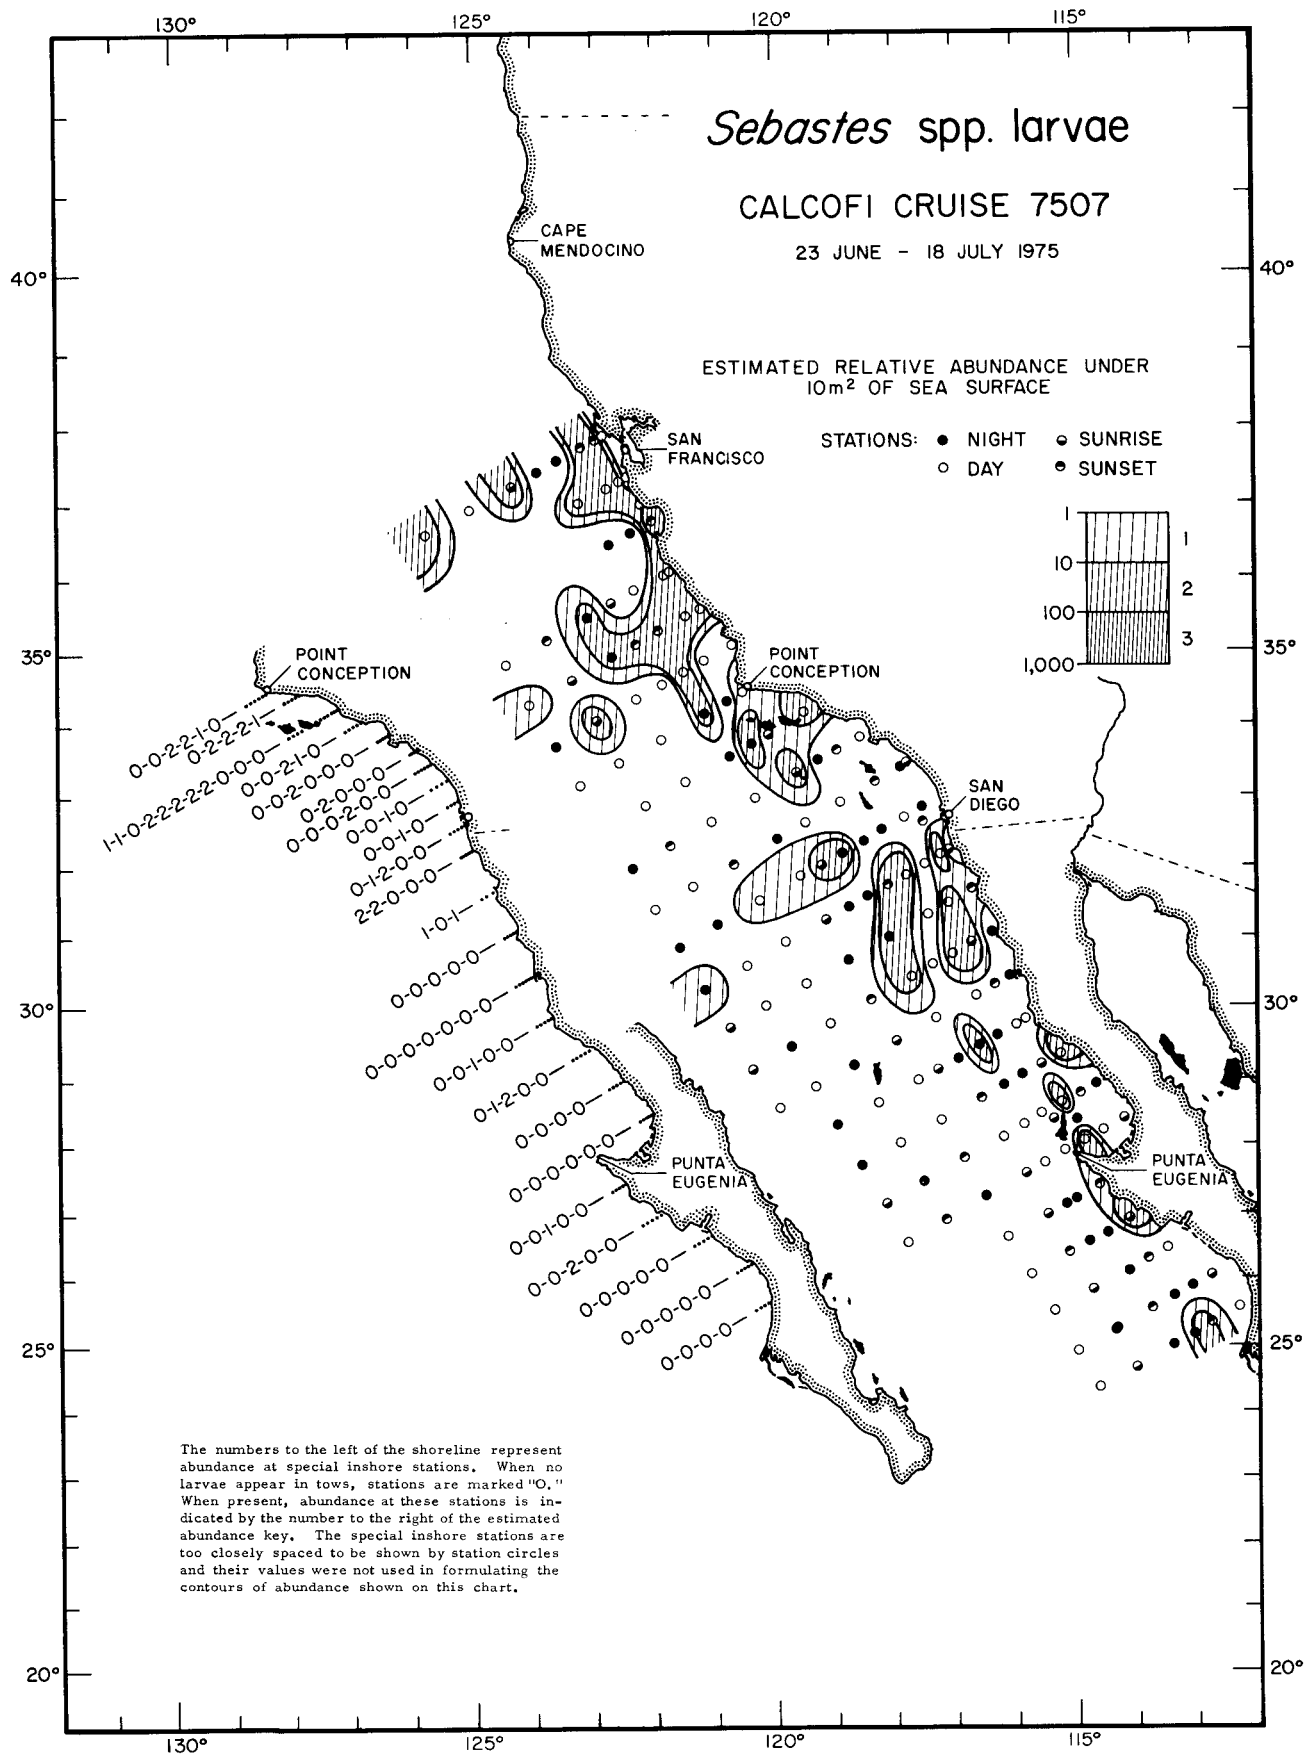 130°
125°
120°
115°
Sebastes spp. larvae
CALCOFI CRUISE 7507
23 JUNE – 18 JULY 1975
CAPE
MENDOCINO
40°
40°
ESTIMATED RELATIVE ABUNDANCE UNDER
10m² OF SEA SURFACE
STATIONS: ● NIGHT ◒ SUNRISE
○ DAY ◓ SUNSET
SAN
FRANCISCO
1
10
100
1,000
1
2
3
35°
35°
POINT
CONCEPTION
POINT
CONCEPTION
0-0-2-2-1-0
0-2-2-2-1
1-1-0-2-2-2-2-0-0-0
0-0-2-1-0
0-0-2-0-0-0
0-2-0-0-0
0-0-0-2-0-0
0-0-1-0
0-0-1-0
0-1-2-0-0
2-2-0-0-0
1-0-1
0-0-0-0-0
0-0-0-0-0-0-0
0-0-1-0-0
0-1-2-0-0
0-0-0-0
0-0-0-0-0-0
0-0-1-0-0
0-0-2-0-0
0-0-0-0-0
0-0-0-0-0
0-0-0-0
SAN
DIEGO
30°
30°
PUNTA
EUGENIA
PUNTA
EUGENIA
25°
25°
The numbers to the left of the shoreline represent
abundance at special inshore stations. When no
larvae appear in tows, stations are marked "O."
When present, abundance at these stations is in-
dicated by the number to the right of the estimated
abundance key. The special inshore stations are
too closely spaced to be shown by station circles
and their values were not used in formulating the
contours of abundance shown on this chart.
20°
20°
130°
125°
120°
115°